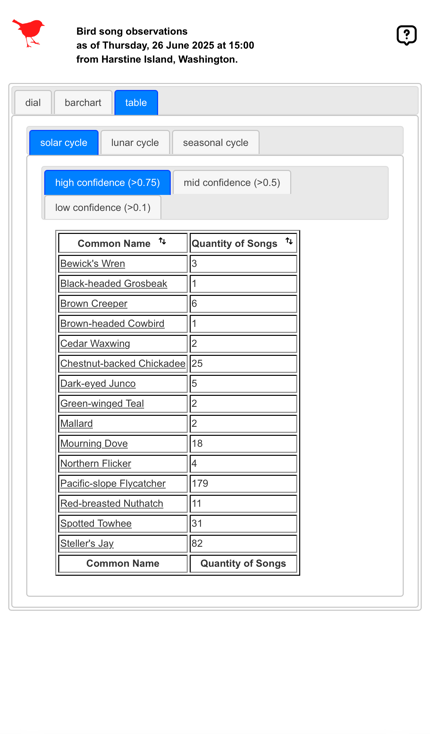 Bird song observations
as of Thursday, 26 June 2025 at 15:00
from Harstine Island, Washington.
?
dial barchart table
solar cycle lunar cycle seasonal cycle
high confidence (>0.75) mid confidence (>0.5)
low confidence (>0.1)
Common Name Quantity of Songs
Bewick's Wren 3
Black-headed Grosbeak 1
Brown Creeper 6
Brown-headed Cowbird 1
Cedar Waxwing 2
Chestnut-backed Chickadee 25
Dark-eyed Junco 5
Green-winged Teal 2
Mallard 2
Mourning Dove 18
Northern Flicker 4
Pacific-slope Flycatcher 179
Red-breasted Nuthatch 11
Spotted Towhee 31
Steller's Jay 82
Common Name Quantity of Songs